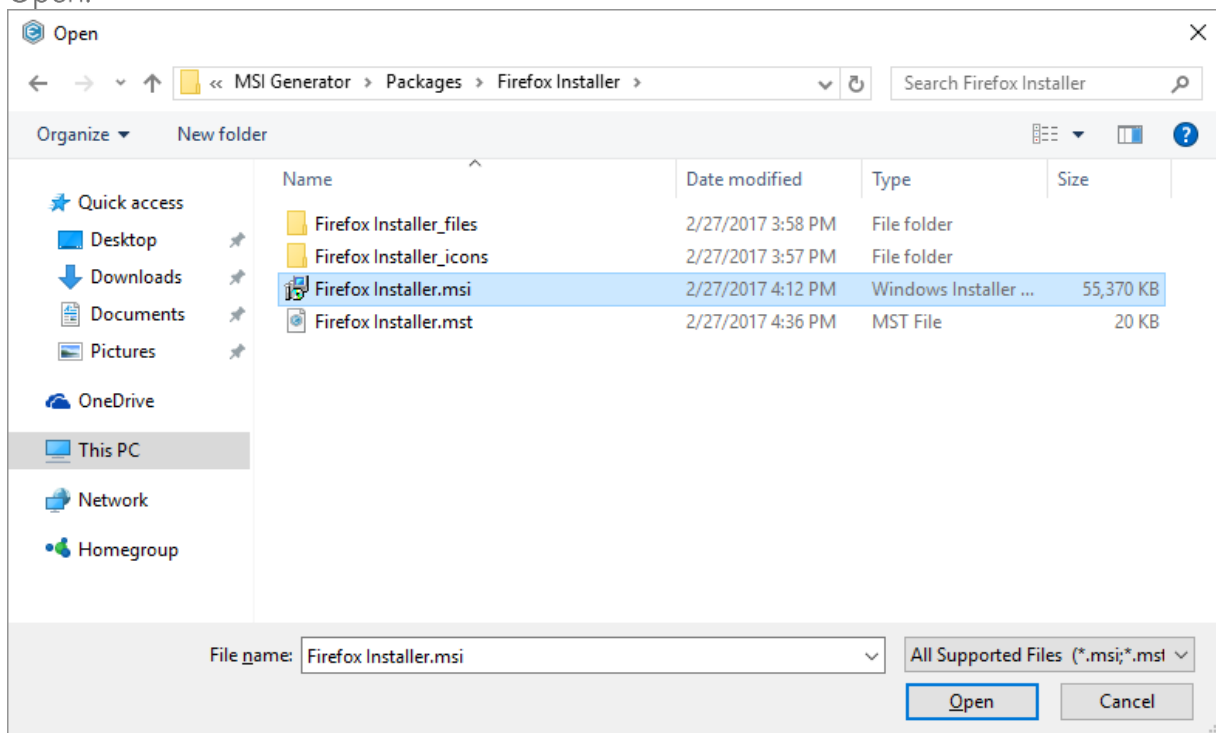 Open.
Open
« MSI Generator > Packages > Firefox Installer >
Search Firefox Installer
Organize
New folder
Name
Date modified
Type
Size
Quick access
Desktop
Downloads
Documents
Pictures
OneDrive
This PC
Network
Homegroup
Firefox Installer_files 2/27/2017 3:58 PM File folder
Firefox Installer_icons 2/27/2017 3:57 PM File folder
Firefox Installer.msi 2/27/2017 4:12 PM Windows Installer ... 55,370 KB
Firefox Installer.mst 2/27/2017 4:36 PM MST File 20 KB
File name: Firefox Installer.msi
All Supported Files (*.msi;*.mst
Open
Cancel